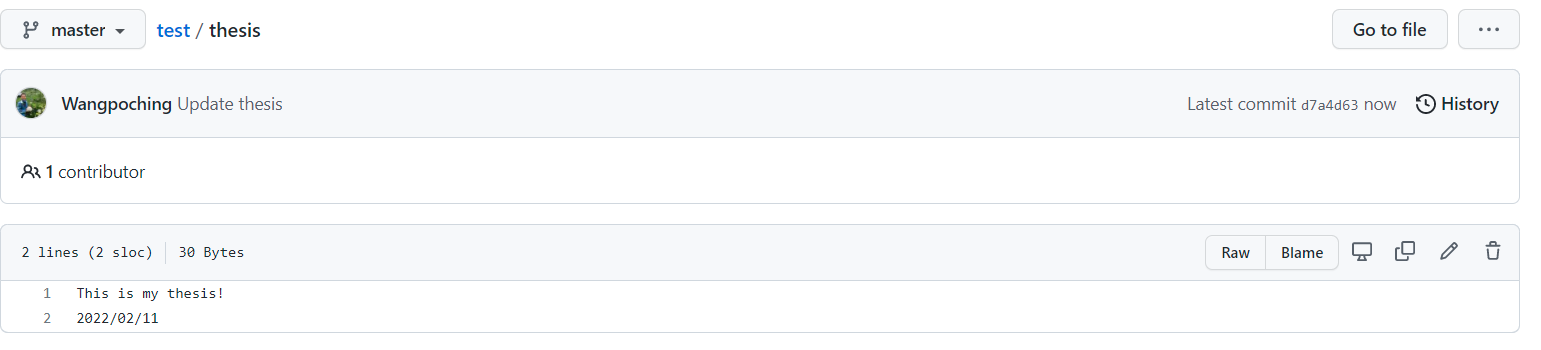 master test / thesis Go to file ...
Wangpoching Update thesis Latest commit d7a4d63 now History
1 contributor
2 lines (2 sloc) 30 Bytes Raw Blame
1 This is my thesis!
2 2022/02/11